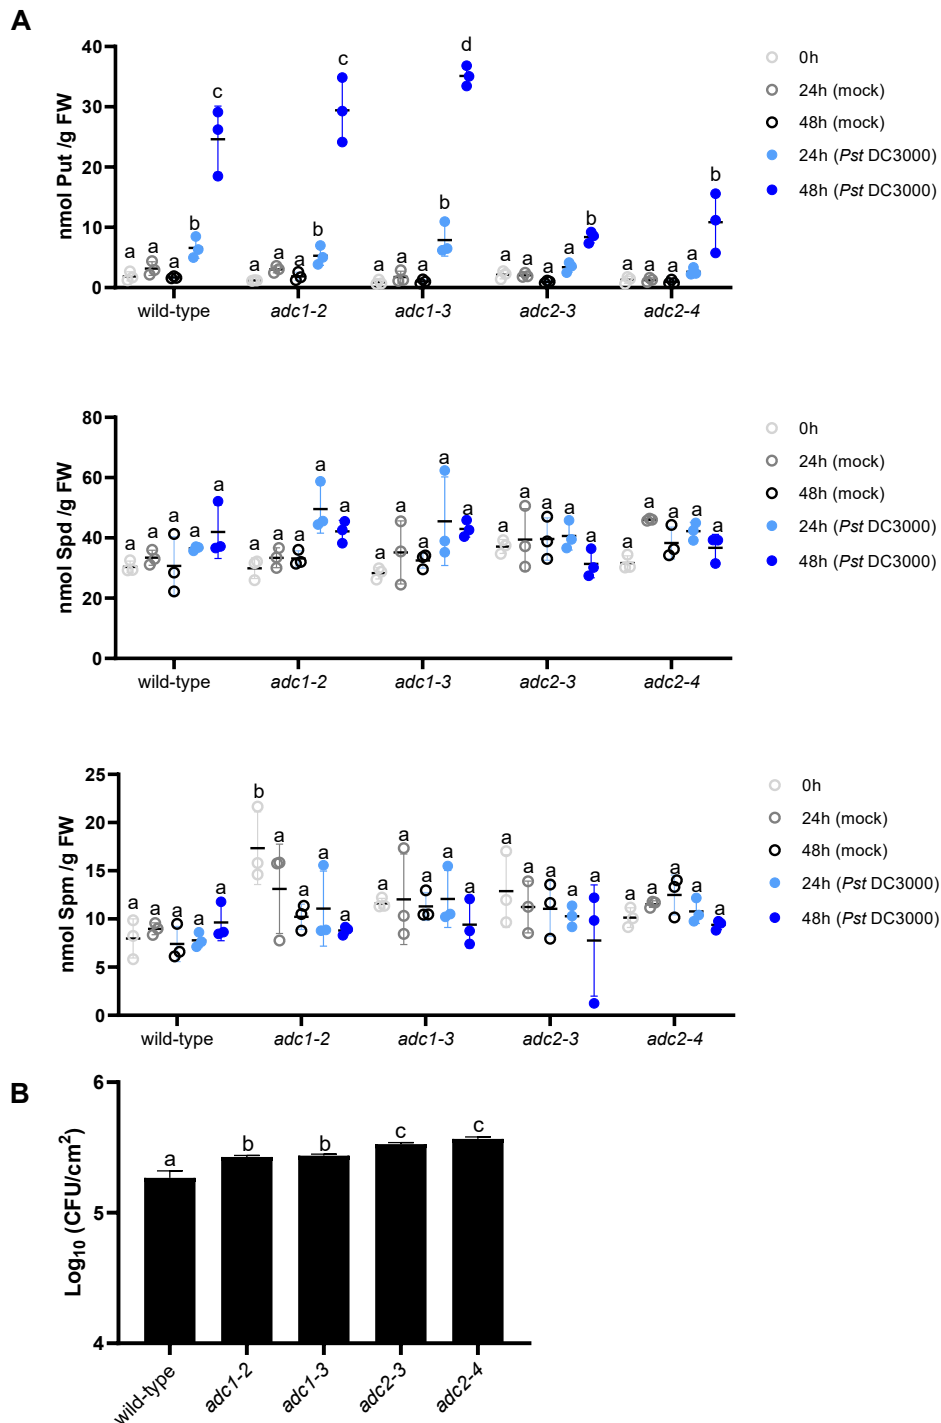 A
nmol Put /g FW
40
30
20
10
0
a a a b c
a a a b c
a a a b d
a a a a b
a a a a b
wild-type adc1-2 adc1-3 adc2-3 adc2-4
0h
24h (mock)
48h (mock)
24h (Pst DC3000)
48h (Pst DC3000)
nmol Spd /g FW
80
60
40
20
0
a a a a a
a a a a a
a a a a a
a a a a a
a a a a a
wild-type adc1-2 adc1-3 adc2-3 adc2-4
0h
24h (mock)
48h (mock)
24h (Pst DC3000)
48h (Pst DC3000)
nmol Spm /g FW
25
20
15
10
5
0
a a a a a
b a a a a
a a a a a
a a a a a
a a a a a
wild-type adc1-2 adc1-3 adc2-3 adc2-4
0h
24h (mock)
48h (mock)
24h (Pst DC3000)
48h (Pst DC3000)
B
Log₁₀ (CFU/cm²)
6
5
4
a b b c c
wild-type adc1-2 adc1-3 adc2-3 adc2-4